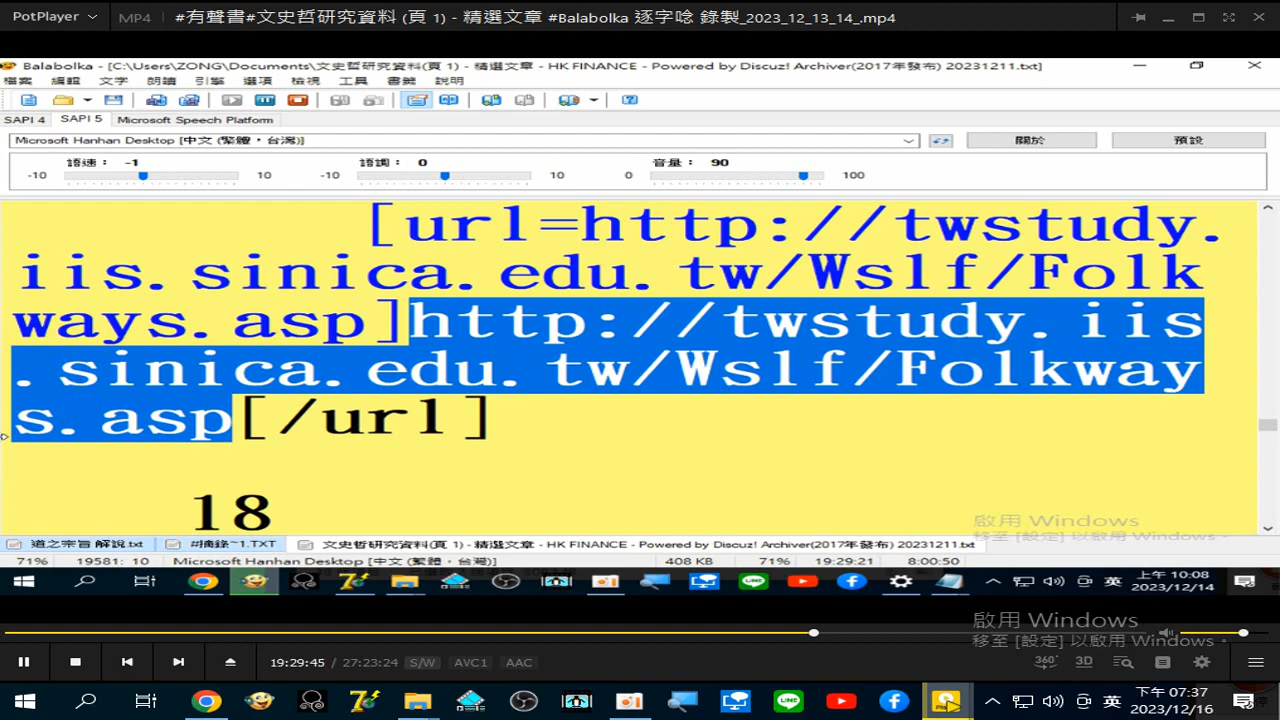 PotPlayer MP4 #有聲書#文史哲研究資料 (頁 1) - 精選文章 #Balabolka 逐字唸 錄製_2023_12_13_14_.mp4
Balabolka - [C:\Users\ZONG\Documents\文史哲研究資料(頁 1) - 精選文章 - HK FINANCE - Powered by Discuz! Archiver(2017年發布) 20231211.txt]
檔案 編輯 文字 朗讀 引擎 選項 檢視 工具 書籤 說明
SAPI 4 SAPI 5 Microsoft Speech Platform
Microsoft Hanhan Desktop [中文 (繁體，台灣)] 關於 預設
語速： -1 語調： 0 音量： 90
-10 10 -10 10 0 100
[url=http://twstudy.
iis.sinica.edu.tw/Wslf/Folk
ways.asp]http://twstudy.iis
.sinica.edu.tw/Wslf/Folkway
s.asp[/url]
18
啟用 Windows
移至 [設定] 以啟用 Windows。
道之宗旨 解說.txt #摘錄~1.TXT 文史哲研究資料(頁 1) - 精選文章 - HK FINANCE - Powered by Discuz! Archiver(2017年發布) 20231211.txt
71% 19581: 10 Microsoft Hanhan Desktop [中文 (繁體，台灣)] 408 KB 71% 19:29:21 8:00:50
英 上午 10:08
2023/12/14
啟用 Windows
移至 [設定] 以啟用 Windows。
19:29:45 / 27:23:24 S/W AVC1 AAC 360° 3D
英 下午 07:37
2023/12/16